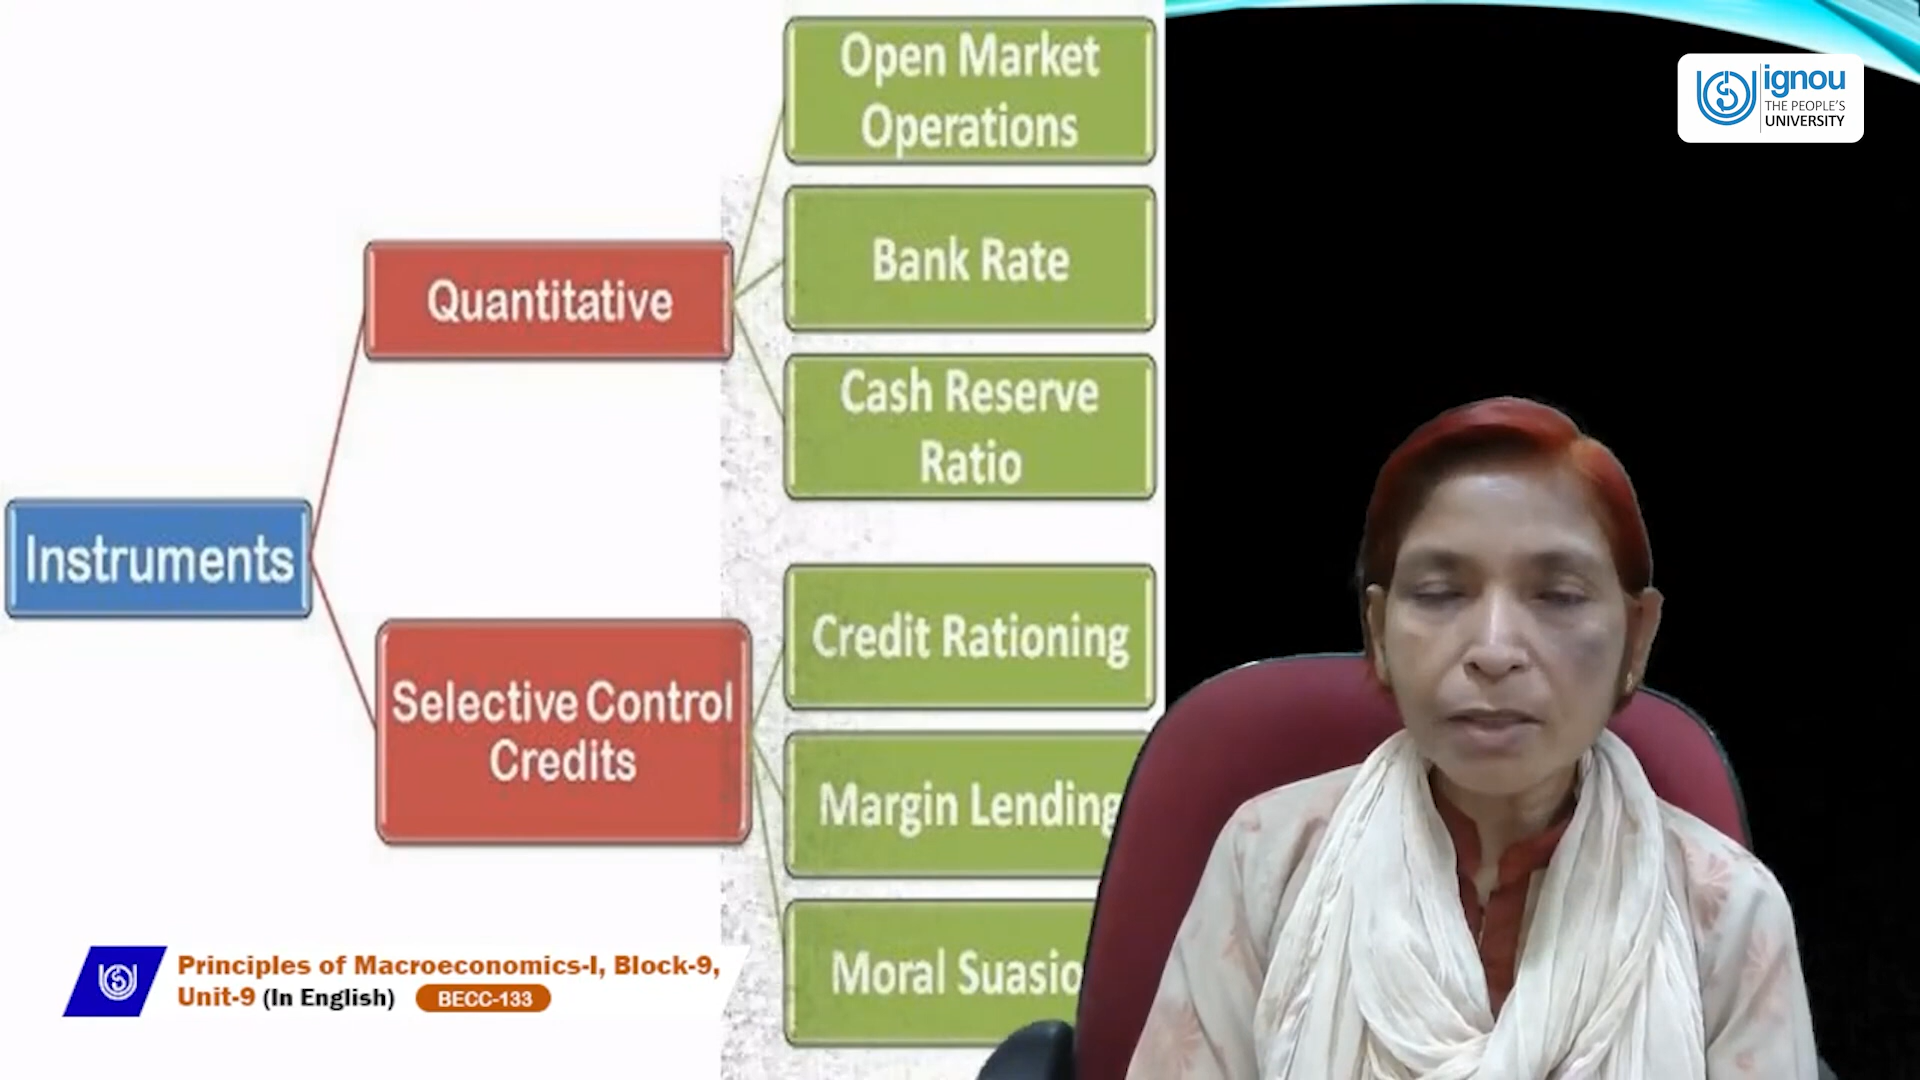 Open Market
Operations
Bank Rate
Cash Reserve
Ratio
Quantitative
Instruments
Selective Control
Credits
Credit Rationing
Margin Lending
Moral Suasio
ignou
THE PEOPLE'S
UNIVERSITY
Principles of Macroeconomics-I, Block-9,
Unit-9 (In English) BECC-133